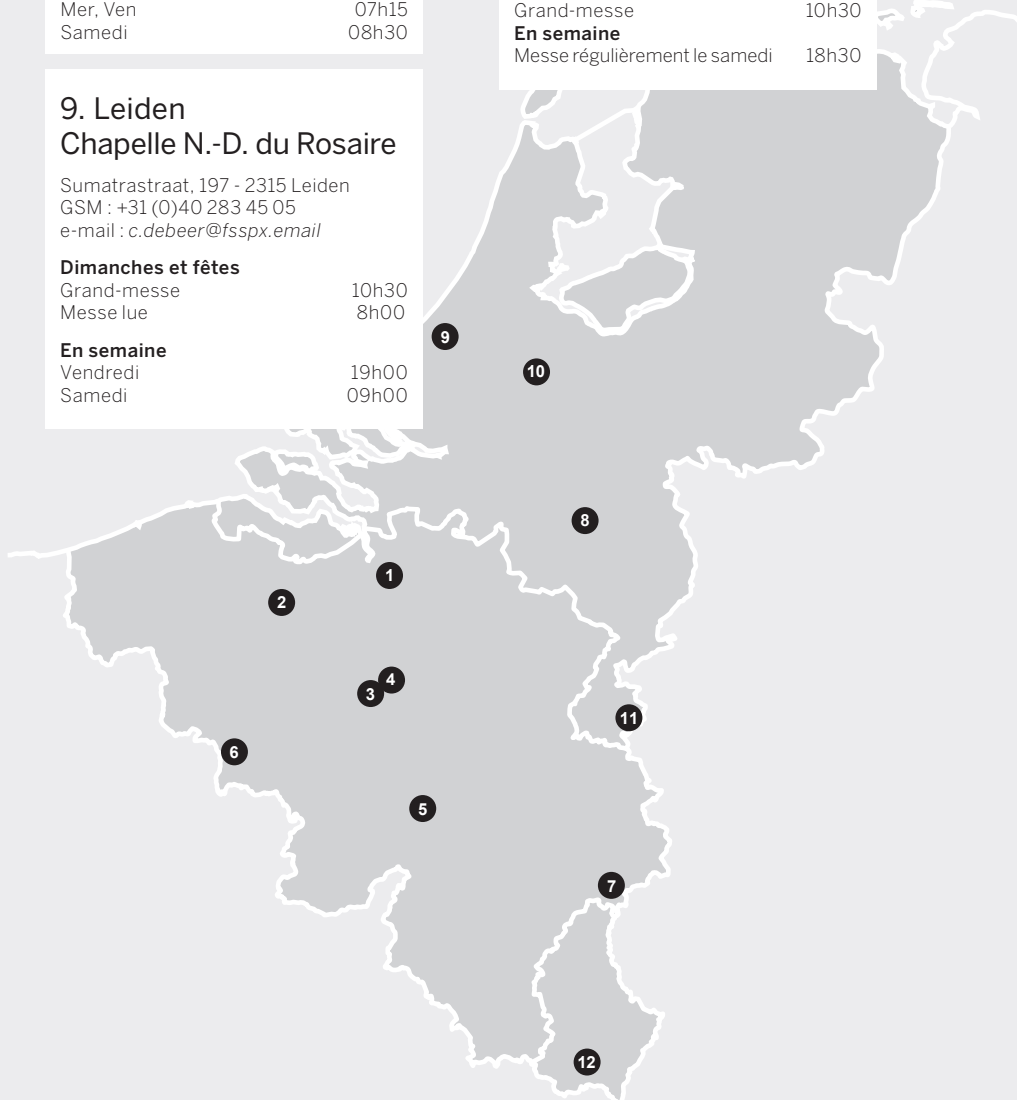 Mer, Ven 07h15
Samedi 08h30
Grand-messe 10h30
En semaine
Messe régulièrement le samedi 18h30
9. Leiden
Chapelle N.-D. du Rosaire
Sumatrastraat, 197 - 2315 Leiden
GSM : +31 (0)40 283 45 05
e-mail : c.debeer@fsspx.email
Dimanches et fêtes
Grand-messe 10h30
Messe lue 8h00
En semaine
Vendredi 19h00
Samedi 09h00
9
10
8
1
2
4
3
11
6
5
7
12